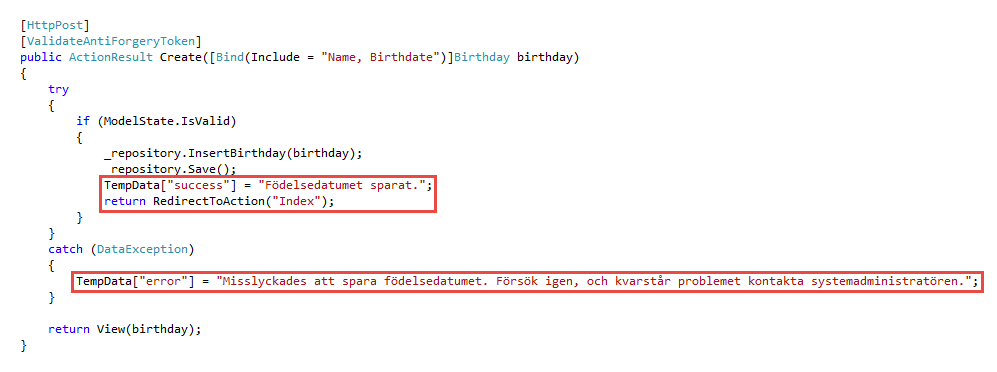 [HttpPost]
[ValidateAntiForgeryToken]
public ActionResult Create([Bind(Include = "Name, Birthdate")]Birthday birthday)
{
    try
    {
        if (ModelState.IsValid)
        {
            _repository.InsertBirthday(birthday);
            _repository.Save();
            TempData["success"] = "Födelsedatumet sparat.";
            return RedirectToAction("Index");
        }
    }
    catch (DataException)
    {
        TempData["error"] = "Misslyckades att spara födelsedatumet. Försök igen, och kvarstår problemet kontakta systemadministratören.";
    }
    return View(birthday);
}